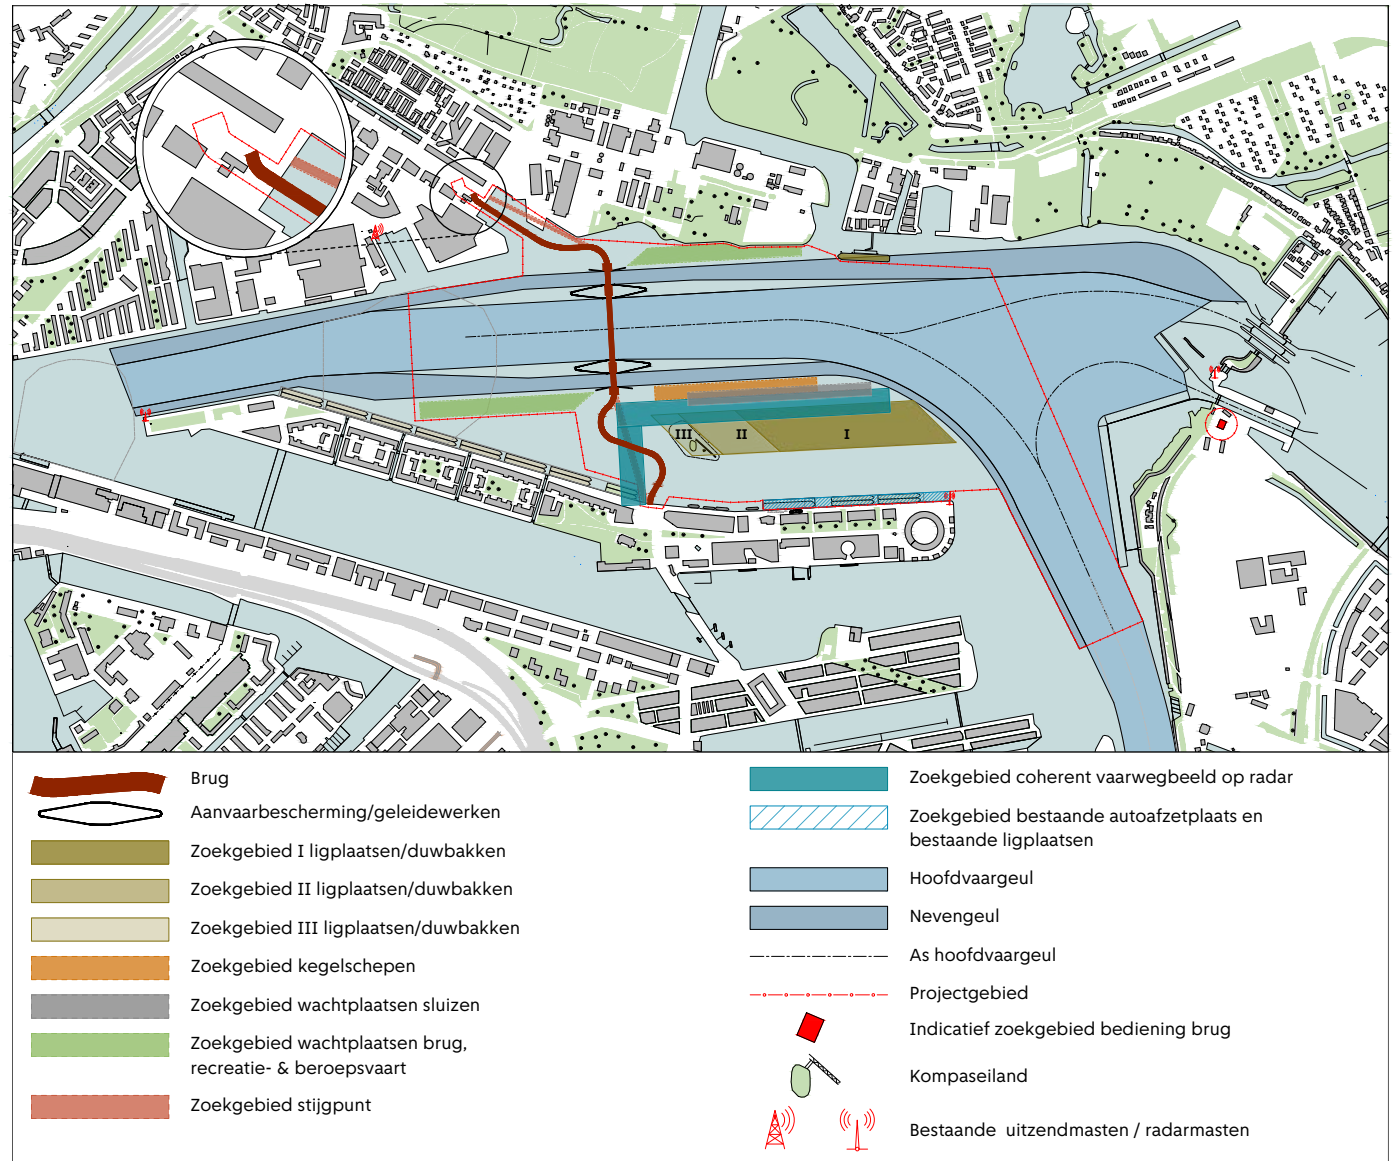 III
II
I
Brug
Aanvaarbescherming/geleidewerken
Zoekgebied I ligplaatsen/duwbakken
Zoekgebied II ligplaatsen/duwbakken
Zoekgebied III ligplaatsen/duwbakken
Zoekgebied kegelschepen
Zoekgebied wachtplaatsen sluizen
Zoekgebied wachtplaatsen brug,
recreatie- & beroepsvaart
Zoekgebied stijgpunt
Zoekgebied coherent vaarwegbeeld op radar
Zoekgebied bestaande autoafzetplaats en
bestaande ligplaatsen
Hoofdvaargeul
Nevengeul
As hoofdvaargeul
Projectgebied
Indicatief zoekgebied bediening brug
Kompaseiland
Bestaande uitzendmasten / radarmasten